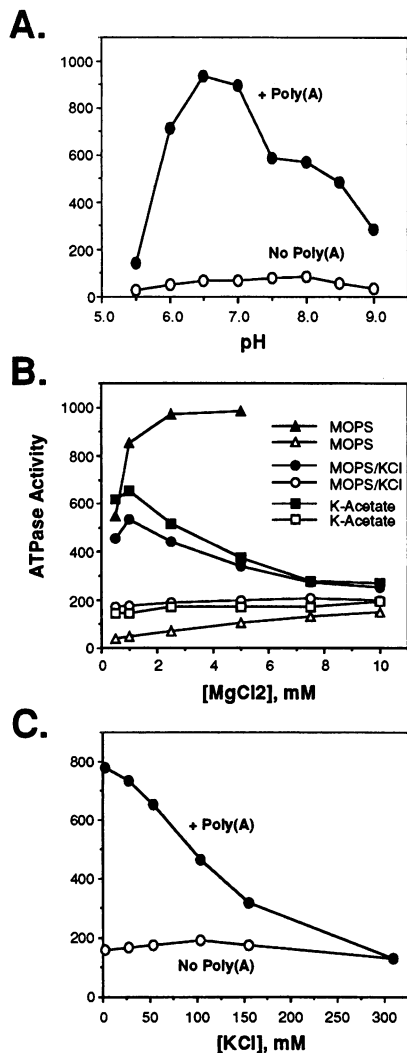 A.
1000
800
600
400
200
0
+ Poly(A)
No Poly(A)
5.0 6.0 7.0 8.0 9.0
pH
B.
ATPase Activity
1000
800
600
400
200
0
MOPS
MOPS
MOPS/KCl
MOPS/KCl
K-Acetate
K-Acetate
0 2 4 6 8 10
[MgCl2], mM
C.
800
600
400
200
0
+ Poly(A)
No Poly(A)
0 50 100 150 200 250 300
[KCl], mM